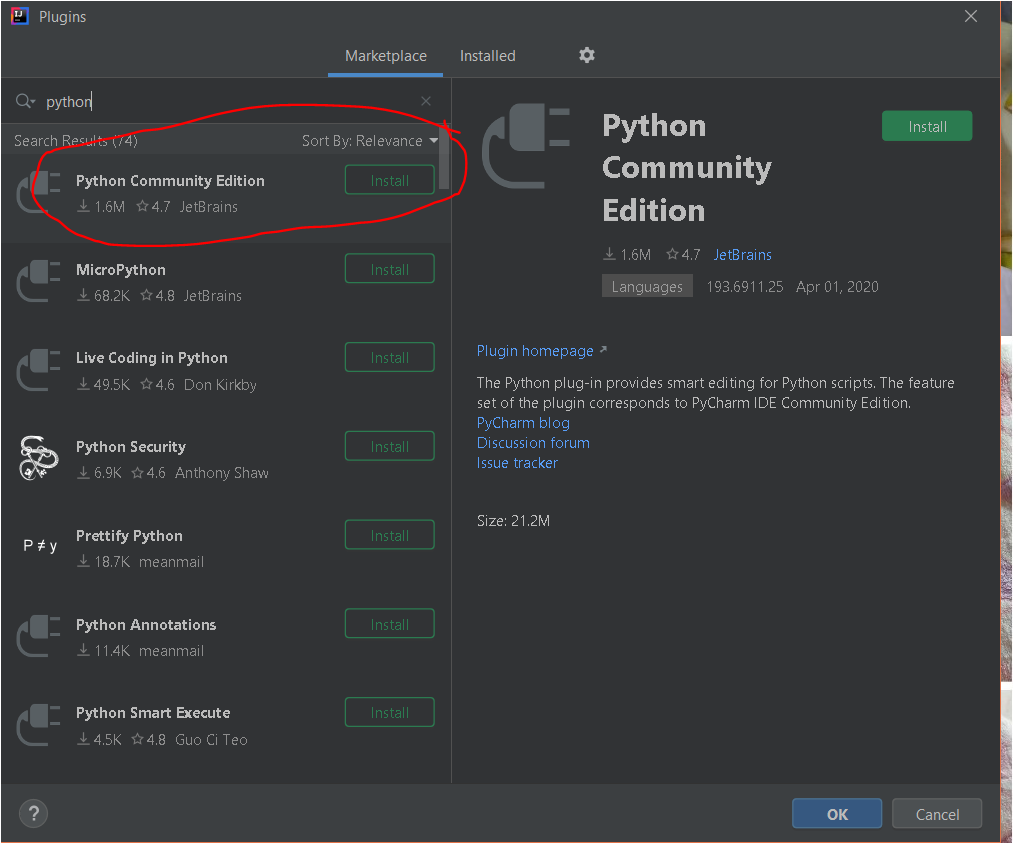 Plugins
Marketplace
Installed
python
Search Results (74)
Sort By: Relevance
Python Community Edition
Install
1.6M 4.7 JetBrains
MicroPython
Install
68.2K 4.8 JetBrains
Live Coding in Python
Install
49.5K 4.6 Don Kirkby
Python Security
Install
6.9K 4.6 Anthony Shaw
P ≠ y
Prettify Python
Install
18.7K meanmail
Python Annotations
Install
11.4K meanmail
Python Smart Execute
Install
4.5K 4.8 Guo Ci Teo
Python
Community
Edition
Install
1.6M 4.7 JetBrains
Languages 193.6911.25 Apr 01, 2020
Plugin homepage
The Python plug-in provides smart editing for Python scripts. The feature
set of the plugin corresponds to PyCharm IDE Community Edition.
PyCharm blog
Discussion forum
Issue tracker
Size: 21.2M
?
OK
Cancel